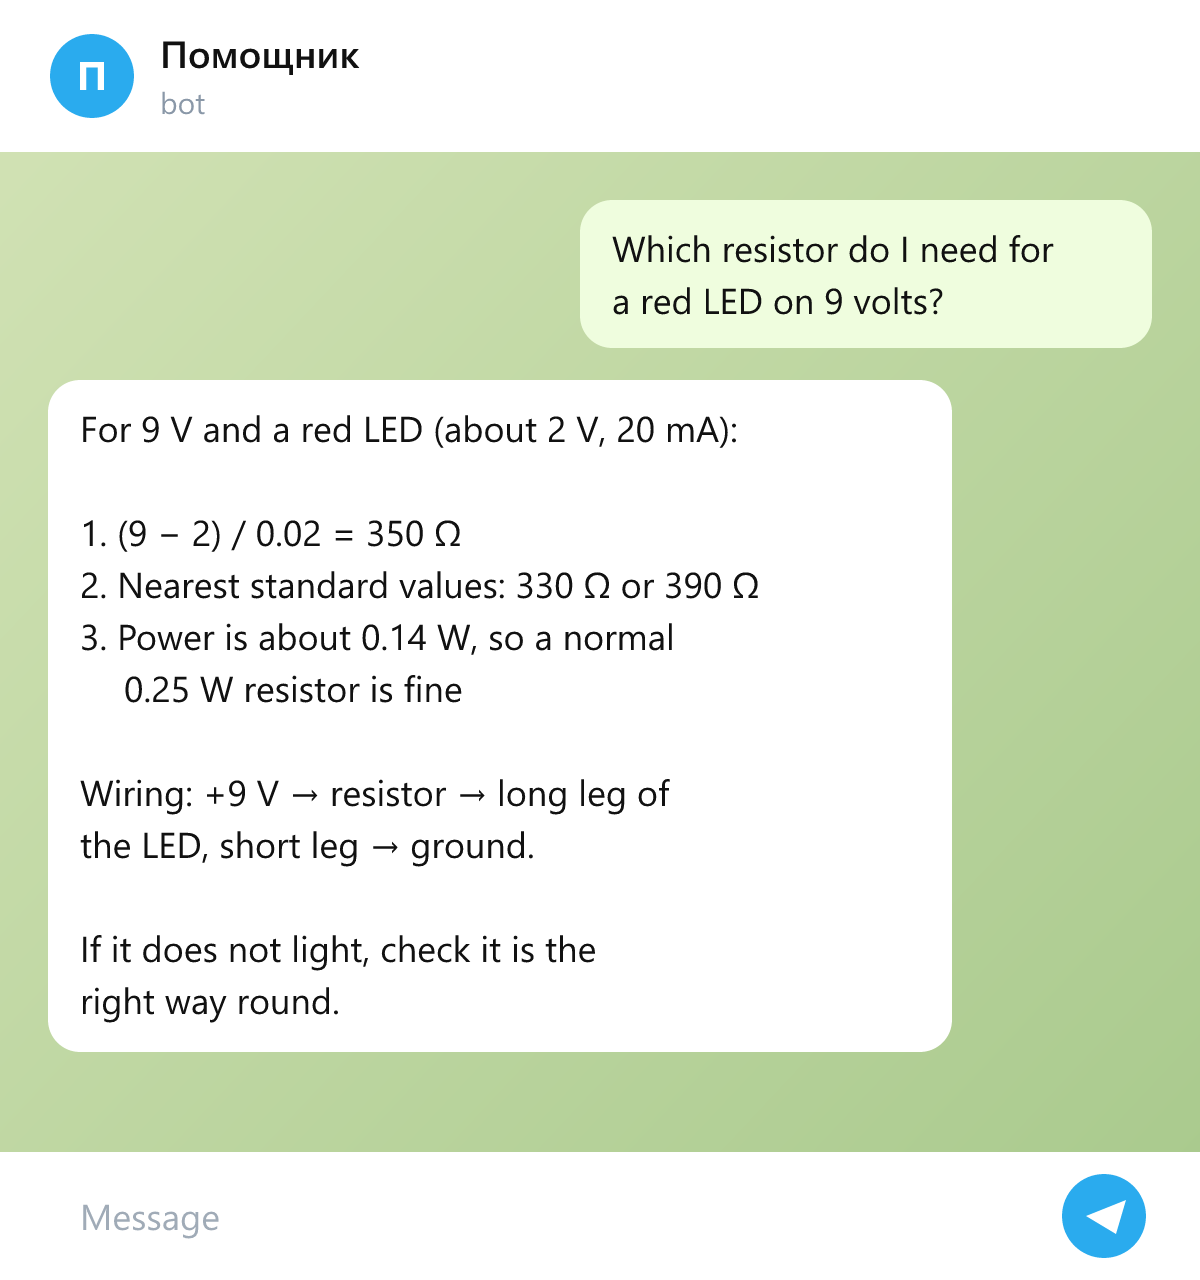 П
Помощник
bot
Which resistor do I need for
a red LED on 9 volts?
For 9 V and a red LED (about 2 V, 20 mA):
1. (9 − 2) / 0.02 = 350 Ω
2. Nearest standard values: 330 Ω or 390 Ω
3. Power is about 0.14 W, so a normal
0.25 W resistor is fine
Wiring: +9 V → resistor → long leg of
the LED, short leg → ground.
If it does not light, check it is the
right way round.
Message